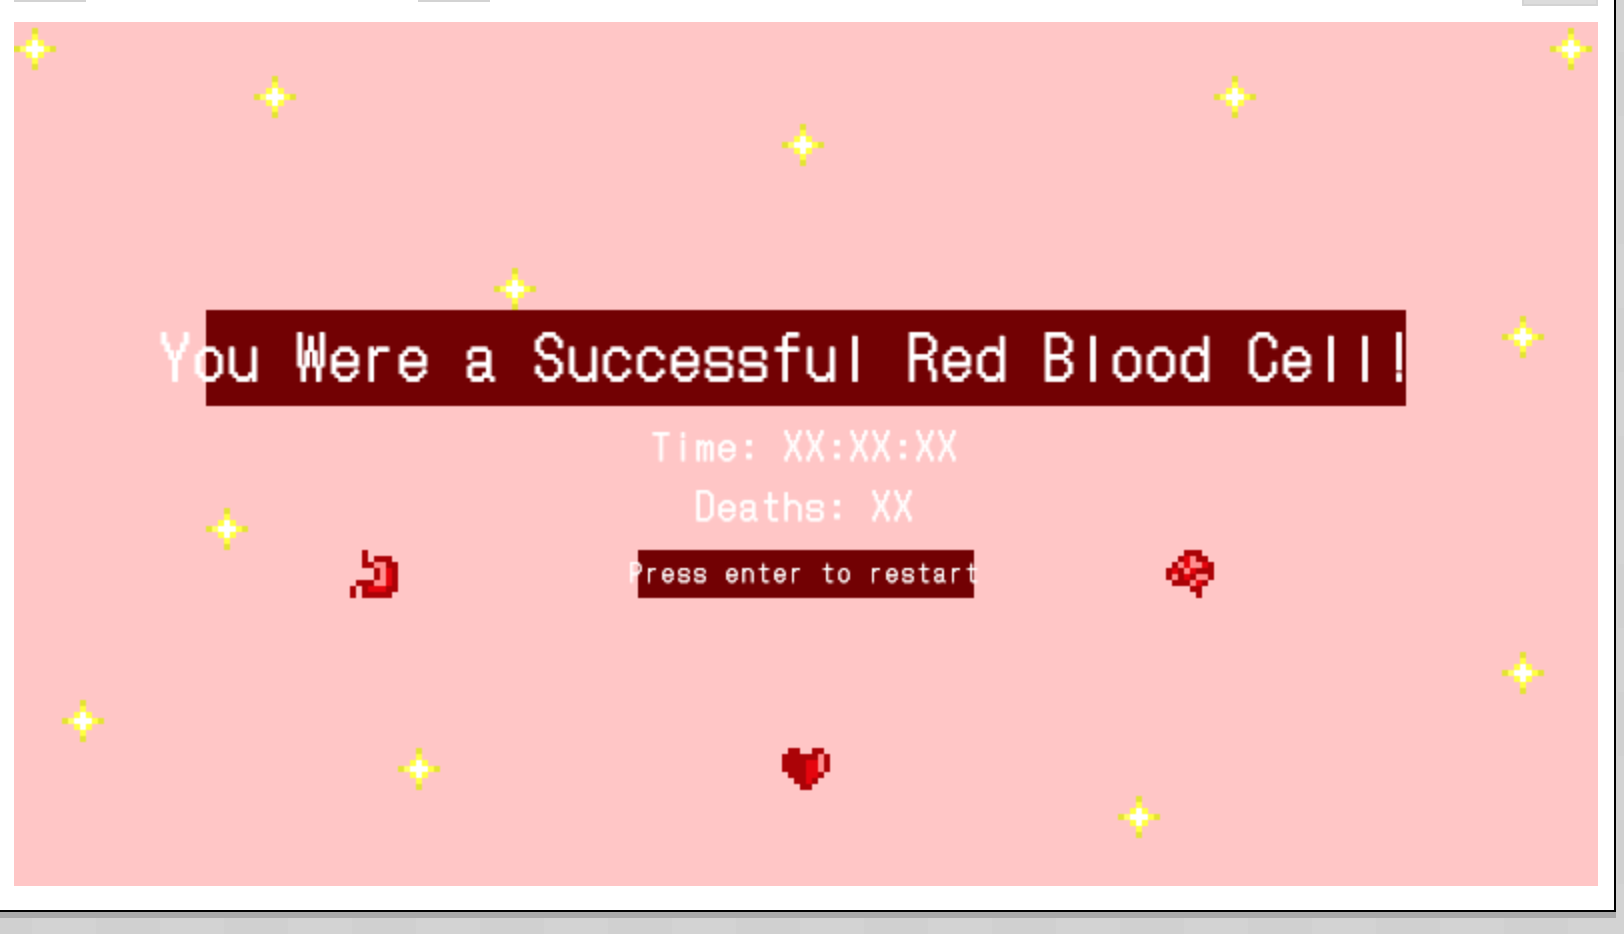 You Were a Successful Red Blood Cell!
Time: XX:XX:XX
Deaths: XX
Press enter to restart